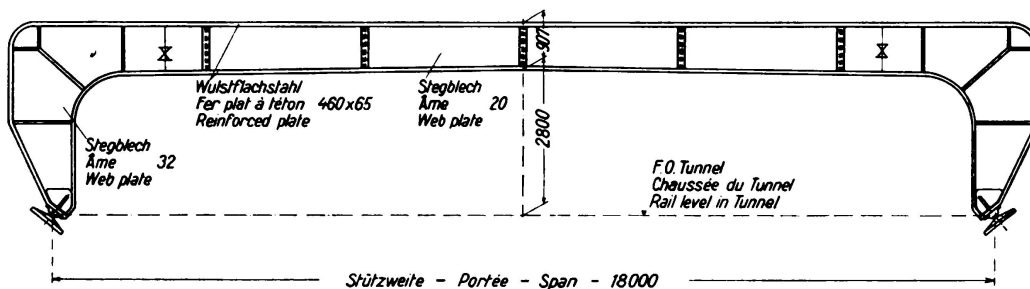 907
Wulstflachstahl
Fer plat à téton 460x65
Reinforced plate
Stegblech
Âme 20
Web plate
2800
Stegblech
Âme 32
Web plate
F.O. Tunnel
Chaussée du Tunnel
Rail level in Tunnel
Stützweite - Portée - Span - 18000